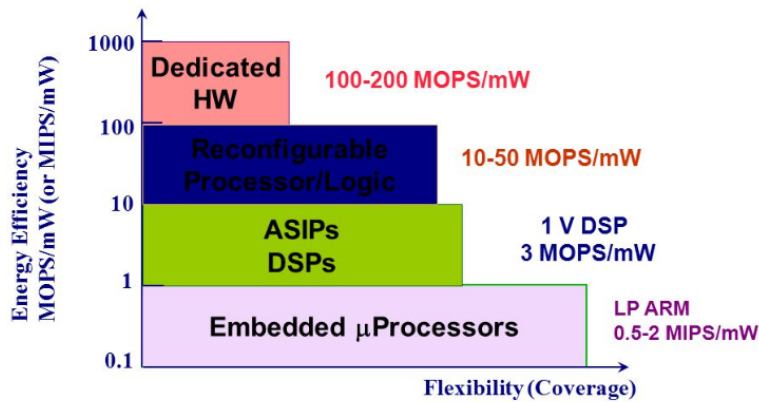 1000
Dedicated
HW
100-200 MOPS/mW
100
Reconfigurable
Processor/Logic
10-50 MOPS/mW
10
ASIPs
DSPs
1 V DSP
3 MOPS/mW
1
Embedded μProcessors
LP ARM
0.5-2 MIPS/mW
0.1
Energy Efficiency
MOPS/mW (or MIPS/mW)
Flexibility (Coverage)